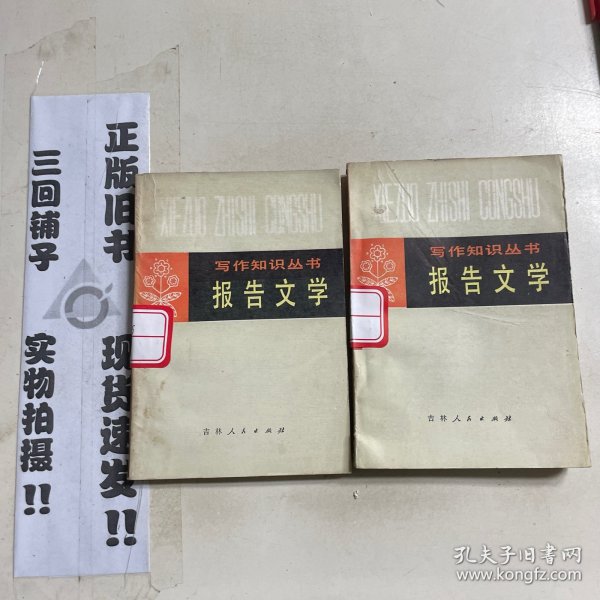 正版旧书
现货速发!!
三回铺子
实物拍摄!!
XIEZUO ZHISHI CONGSHU
写作知识丛书
报告文学
吉林人民出版社
XIEZUO ZHISHI CONGSHU
写作知识丛书
报告文学
吉林人民出版社
孔夫子旧书网
www.kongfz.com